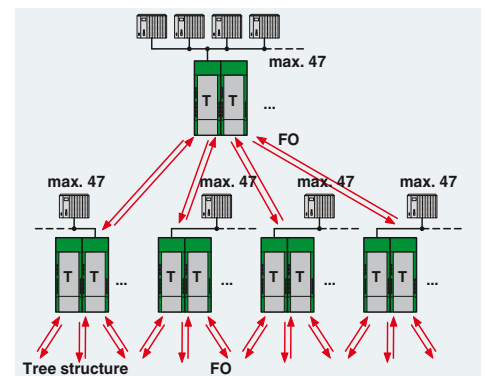 max. 47
T T ...
FO
max. 47 max. 47 max. 47 max. 47
T T ... T T ... T T ... T T ...
Tree structure FO